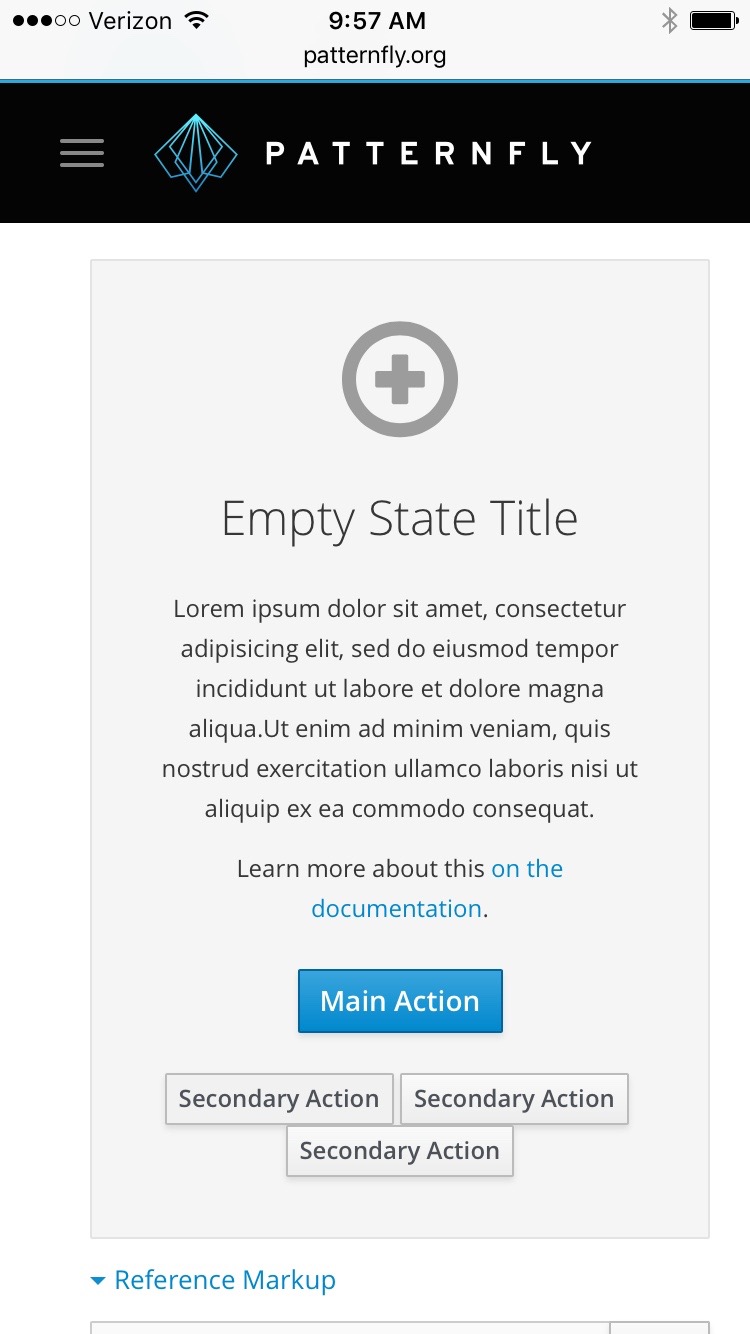 Verizon 9:57 AM
patternfly.org
PATTERNFLY
Empty State Title
Lorem ipsum dolor sit amet, consectetur
adipisicing elit, sed do eiusmod tempor
incididunt ut labore et dolore magna
aliqua.Ut enim ad minim veniam, quis
nostrud exercitation ullamco laboris nisi ut
aliquip ex ea commodo consequat.
Learn more about this on the
documentation.
Main Action
Secondary Action Secondary Action
Secondary Action
Reference Markup